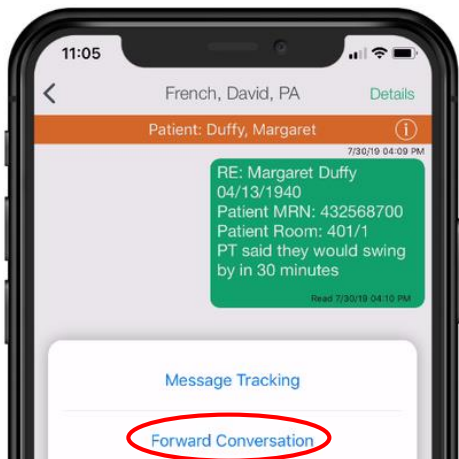 11:05
French, David, PA
Details
Patient: Duffy, Margaret
7/30/19 04:09 PM
RE: Margaret Duffy
04/13/1940
Patient MRN: 432568700
Patient Room: 401/1
PT said they would swing
by in 30 minutes
Read 7/30/19 04:10 PM
Message Tracking
Forward Conversation